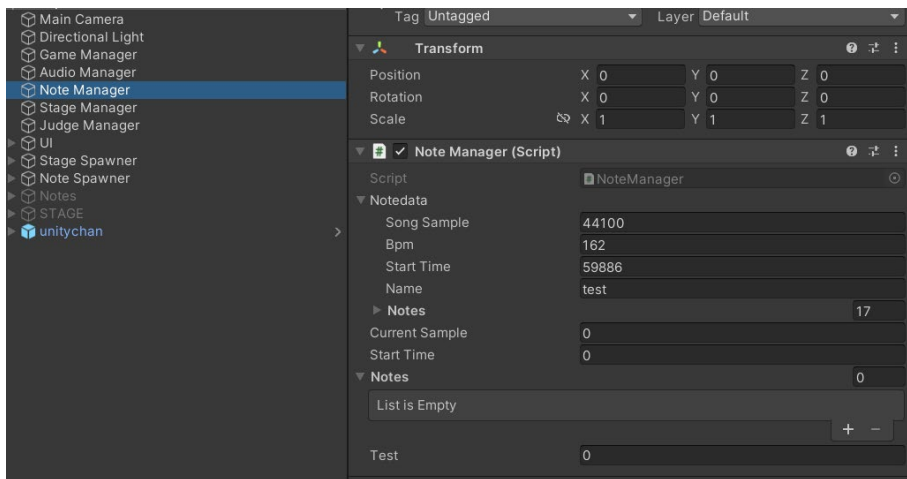 Main Camera
Directional Light
Game Manager
Audio Manager
Note Manager
Stage Manager
Judge Manager
UI
Stage Spawner
Note Spawner
Notes
STAGE
unitychan
Tag Untagged Layer Default
Transform
Position X 0 Y 0 Z 0
Rotation X 0 Y 0 Z 0
Scale X 1 Y 1 Z 1
# Note Manager (Script)
Script # NoteManager
Notedata
Song Sample 44100
Bpm 162
Start Time 59886
Name test
Notes 17
Current Sample 0
Start Time 0
Notes 0
List is Empty
+ −
Test 0